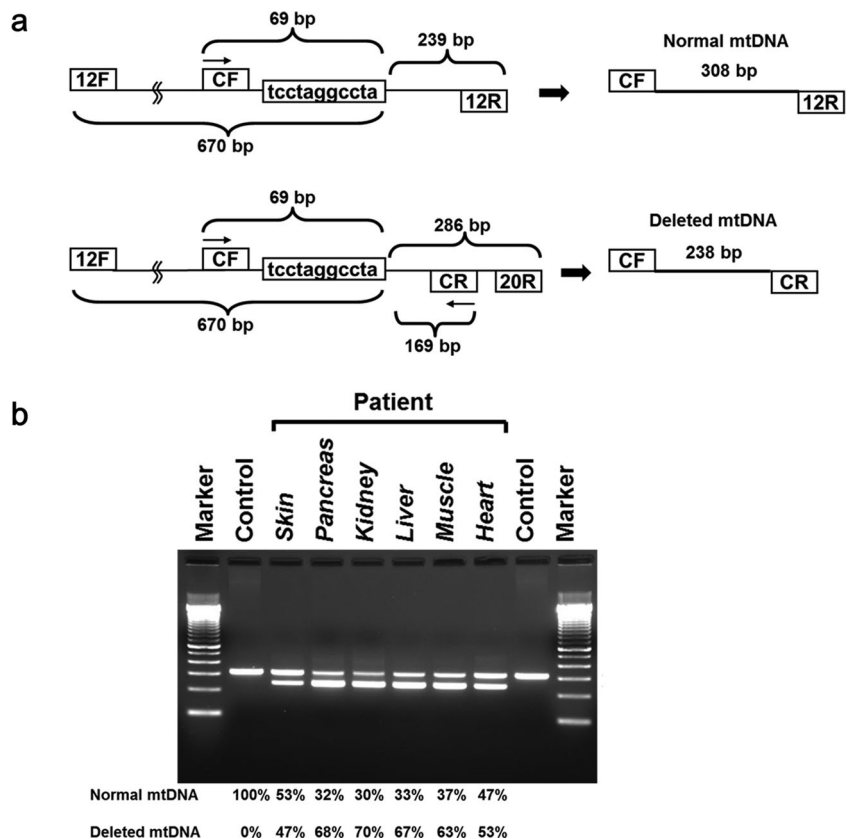 a
69 bp
239 bp
Normal mtDNA
308 bp
12F
CF
tcctaggccta
12R
CF
12R
670 bp
69 bp
286 bp
Deleted mtDNA
238 bp
12F
CF
tcctaggccta
CR
20R
CF
CR
670 bp
169 bp
b
Patient
Marker
Control
Skin
Pancreas
Kidney
Liver
Muscle
Heart
Control
Marker
Normal mtDNA 100% 53% 32% 30% 33% 37% 47%
Deleted mtDNA 0% 47% 68% 70% 67% 63% 53%